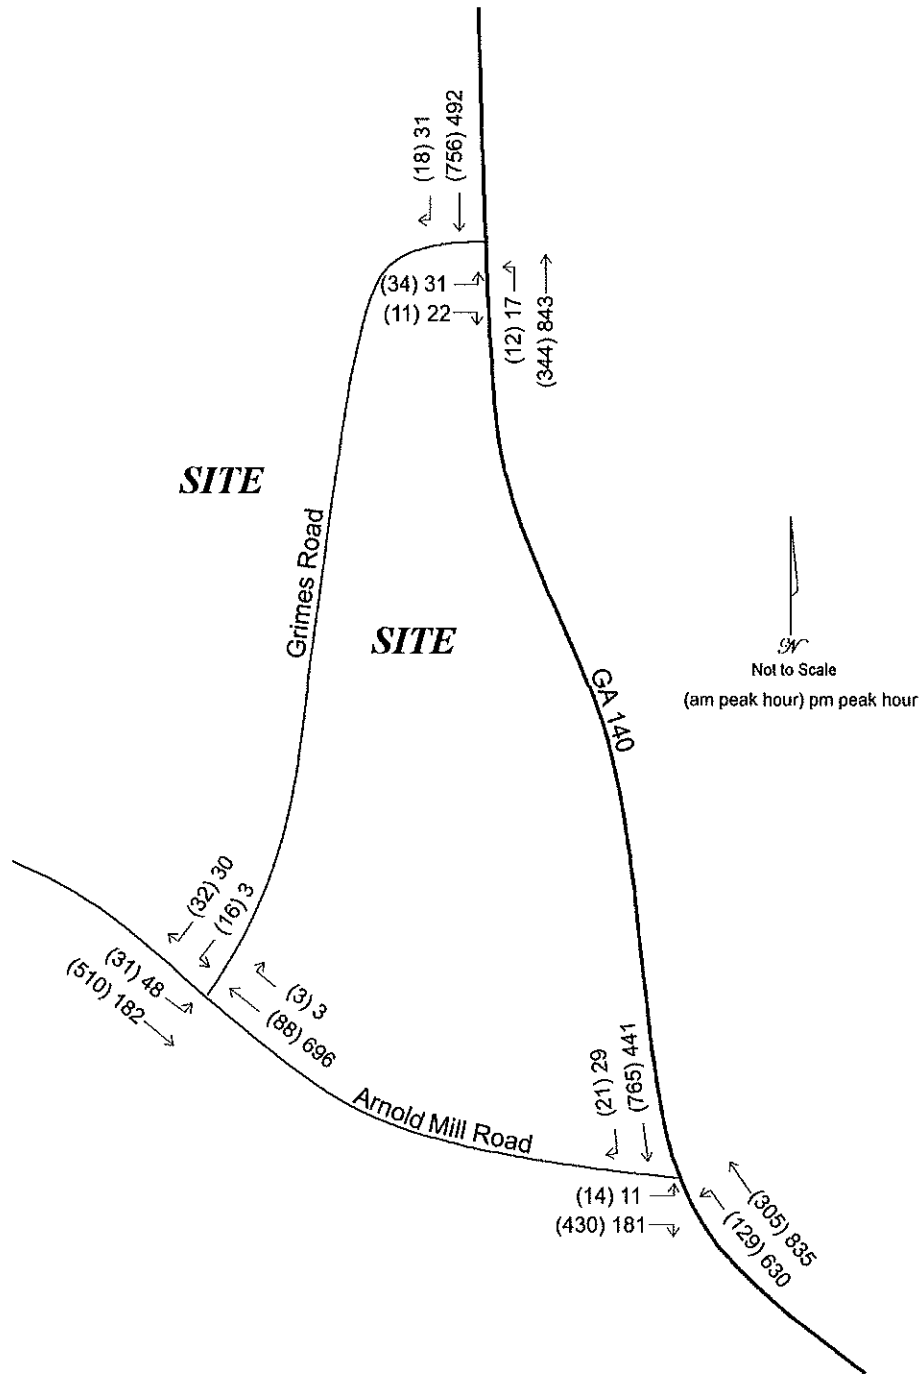 (18) 31
(756) 492
(34) 31
(11) 22
(12) 17
(344) 843
SITE
Grimes Road
SITE
GA 140
N
Not to Scale
(am peak hour) pm peak hour
(32) 30
(16) 3
(31) 48
(510) 182
(3) 3
(88) 696
Arnold Mill Road
(21) 29
(765) 441
(14) 11
(430) 181
(305) 835
(129) 630